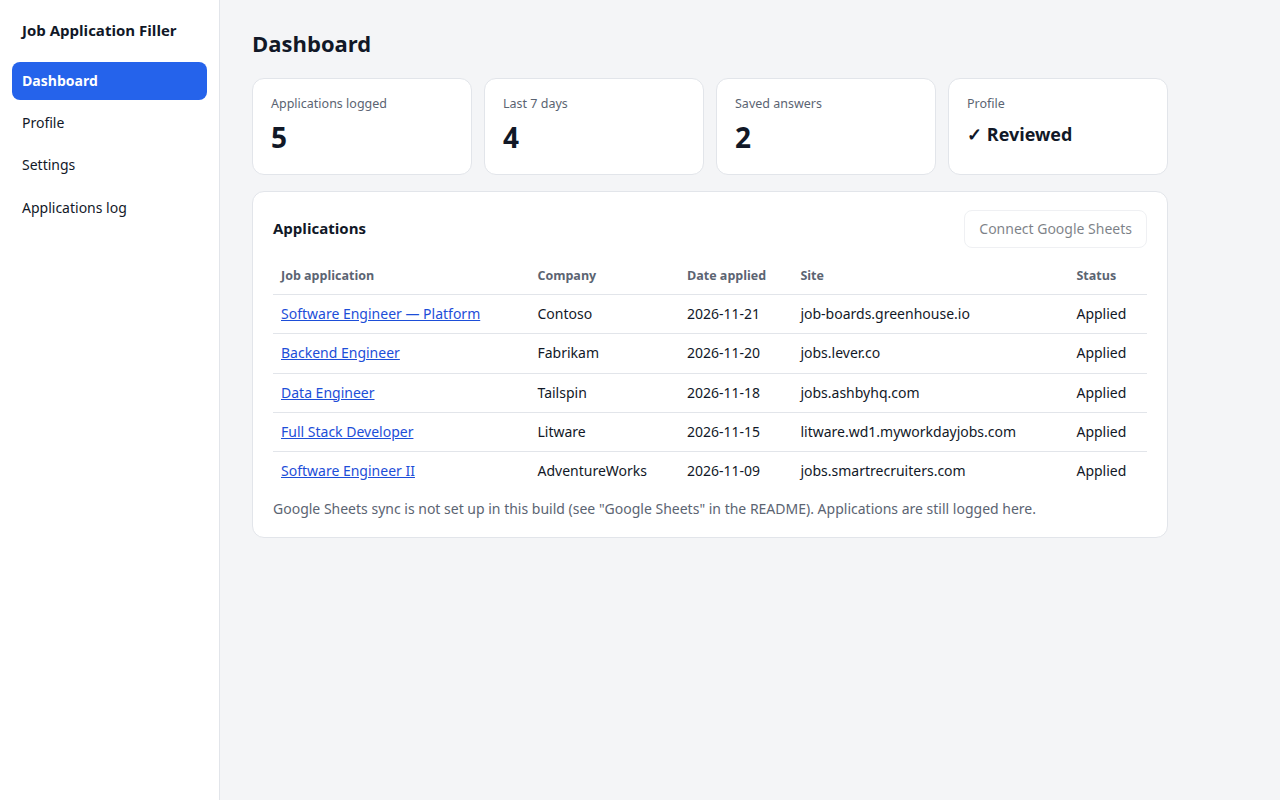 Job Application Filler
Dashboard
Profile
Settings
Applications log
Dashboard
Applications logged
5
Last 7 days
4
Saved answers
2
Profile
✓ Reviewed
Applications
Connect Google Sheets
Job application Company Date applied Site Status
Software Engineer — Platform Contoso 2026-11-21 job-boards.greenhouse.io Applied
Backend Engineer Fabrikam 2026-11-20 jobs.lever.co Applied
Data Engineer Tailspin 2026-11-18 jobs.ashbyhq.com Applied
Full Stack Developer Litware 2026-11-15 litware.wd1.myworkdayjobs.com Applied
Software Engineer II AdventureWorks 2026-11-09 jobs.smartrecruiters.com Applied
Google Sheets sync is not set up in this build (see "Google Sheets" in the README). Applications are still logged here.